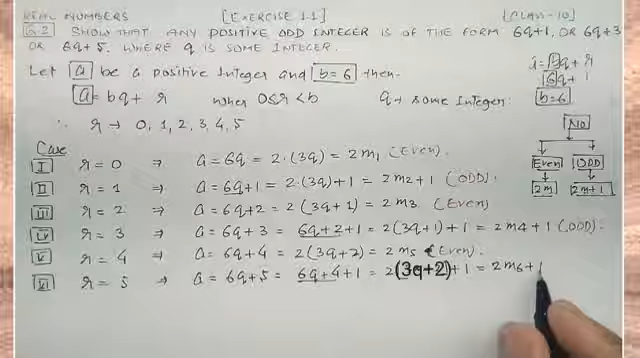 REAL NUMBERS [EXERCISE 1.1] [CLASS-10]
Q.2 SHOW THAT ANY POSITIVE ODD INTEGER IS OF THE FORM 6q+1, OR 6q+3
OR 6q+5. WHERE q IS SOME INTEGER.
Let a be a positive Integer and b=6 then-
a = bq + r when 0≤r<b q→ some Integer.
∴ r → 0, 1, 2, 3, 4, 5
a = bq + r
6q + 1
b=6
NO
Even ODD
2m 2m+1
Case
I r = 0 ⇒ a = 6q = 2·(3q) = 2m1 (Even).
II r = 1 ⇒ a = 6q+1 = 2·(3q)+1 = 2m2+1 (ODD).
III r = 2 ⇒ a = 6q+2 = 2(3q+1) = 2m3 (Even)
IV r = 3 ⇒ a = 6q+3 = 6q+2+1 = 2(3q+1)+1 = 2m4+1 (ODD).
V r = 4 ⇒ a = 6q+4 = 2(3q+2) = 2m5 (Even).
VI r = 5 ⇒ a = 6q+5 = 6q+4+1 = 2(3q+2)+1 = 2m6+1